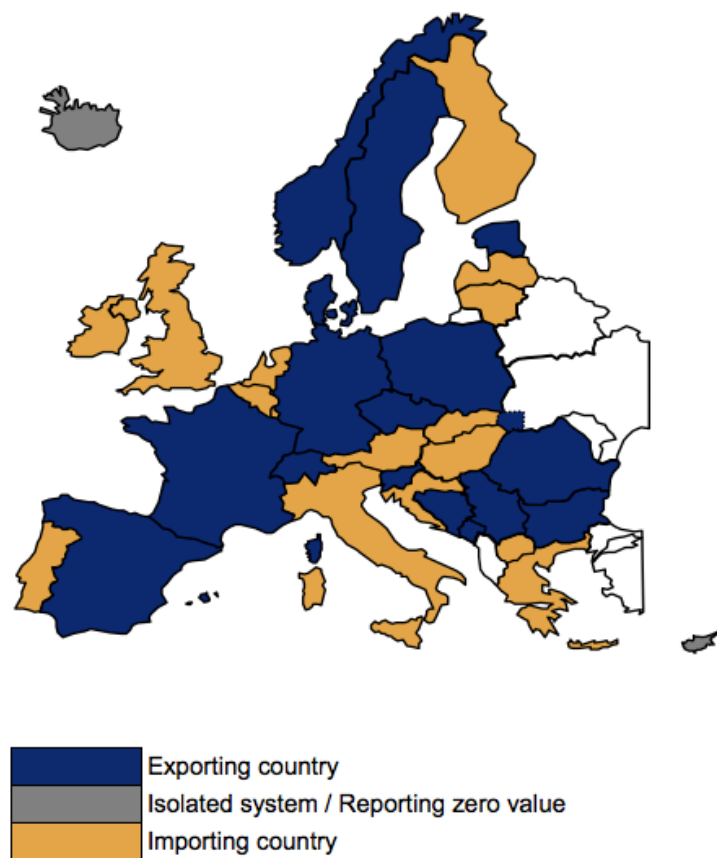 Exporting country
Isolated system / Reporting zero value
Importing country